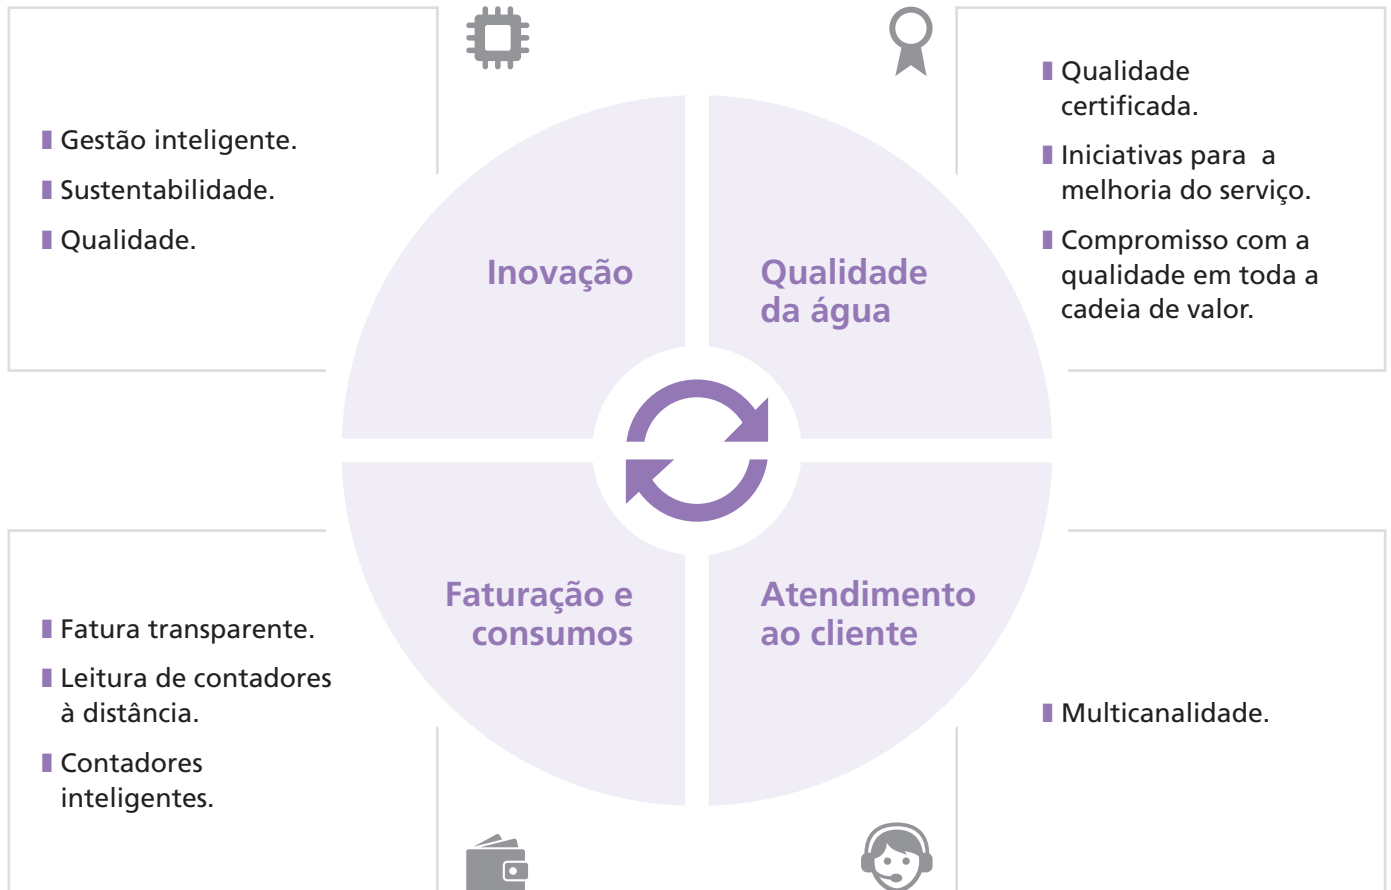 Gestão inteligente.
Sustentabilidade.
Qualidade.
Inovação
Qualidade
da água
Qualidade
certificada.
Iniciativas para  a
melhoria do serviço.
Compromisso com a
qualidade em toda a
cadeia de valor.
Fatura transparente.
Leitura de contadores
à distância.
Contadores
inteligentes.
Faturação e
consumos
Atendimento
ao cliente
Multicanalidade.